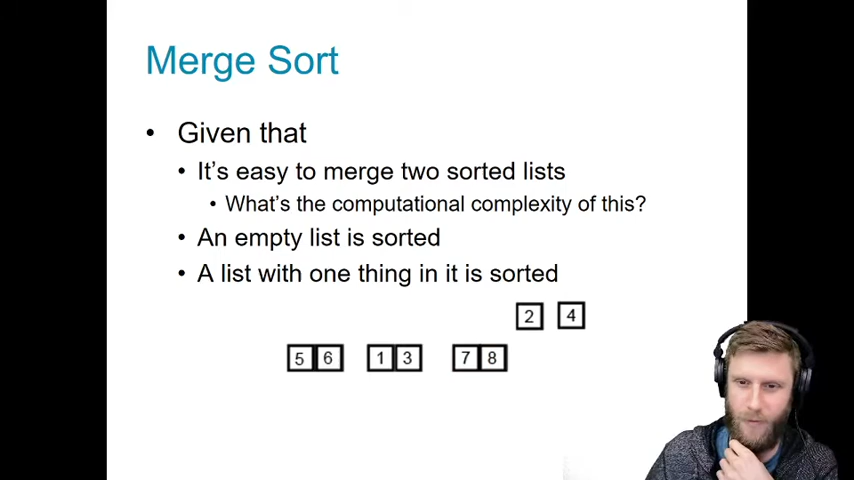 Merge Sort
• Given that
• It's easy to merge two sorted lists
• What's the computational complexity of this?
• An empty list is sorted
• A list with one thing in it is sorted
2 4
5 6 1 3 7 8